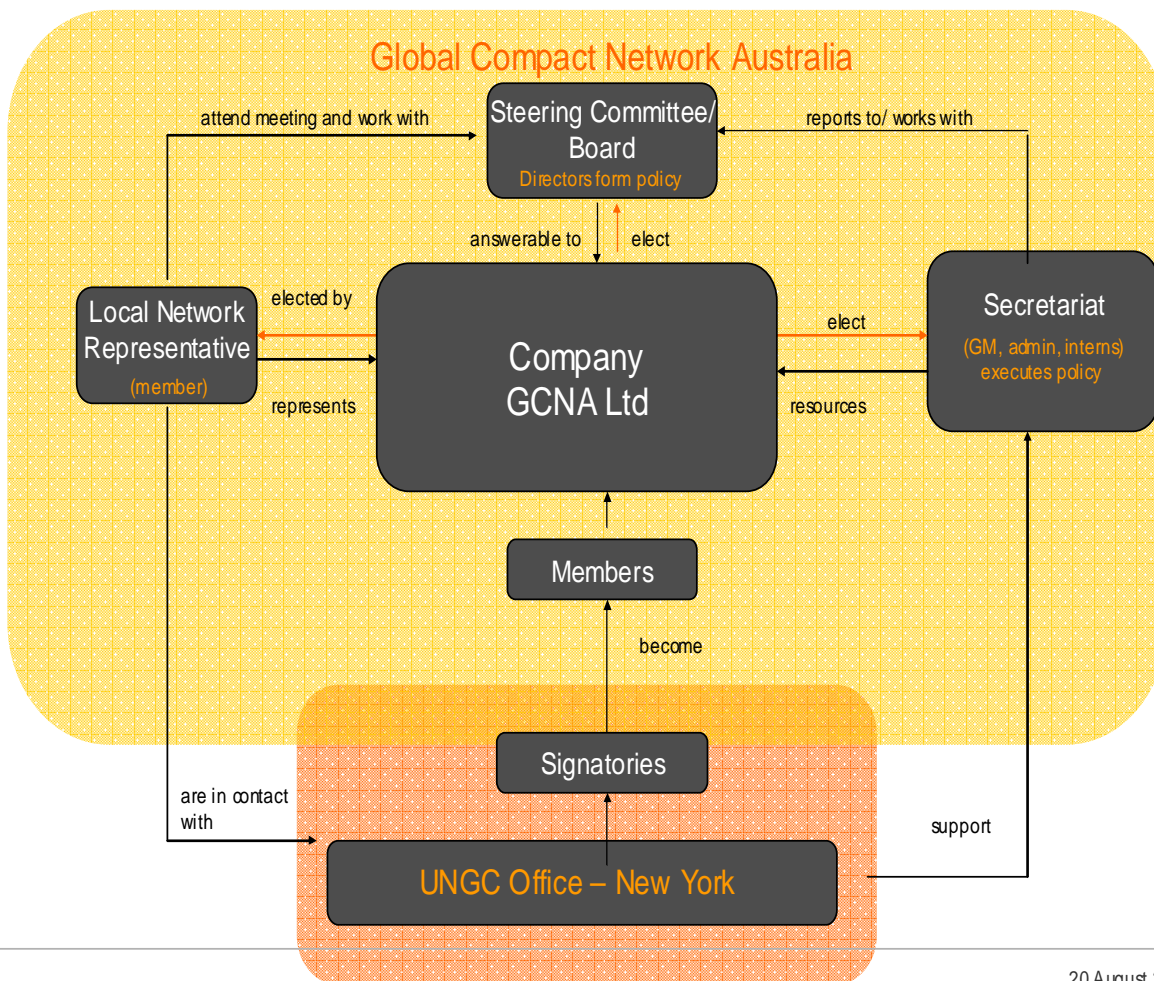 Global Compact Network Australia
attend meeting and work with
Steering Committee/
Board
Directors form policy
reports to/ works with
answerable to
elect
Local Network
Representative
(member)
elected by
represents
Company
GCNA Ltd
elect
resources
Secretariat
(GM, admin, interns)
executes policy
Members
become
Signatories
are in contact
with
support
UNGC Office – New York
20 August